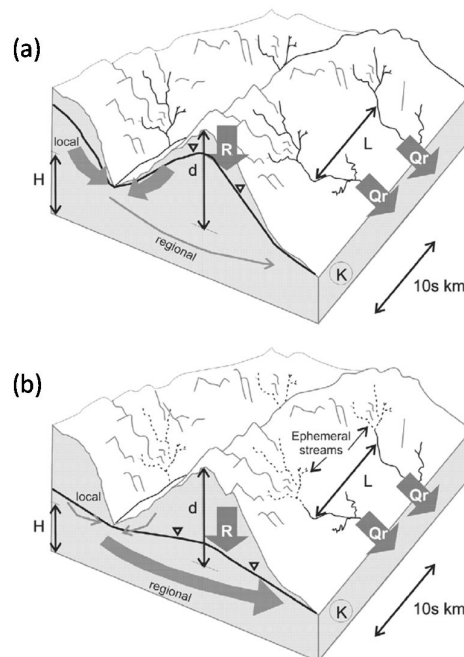 (a)
local
H
d
R
L
Qr
Qr
regional
K
10s km
(b)
Ephemeral
streams
local
H
d
R
L
Qr
Qr
regional
K
10s km